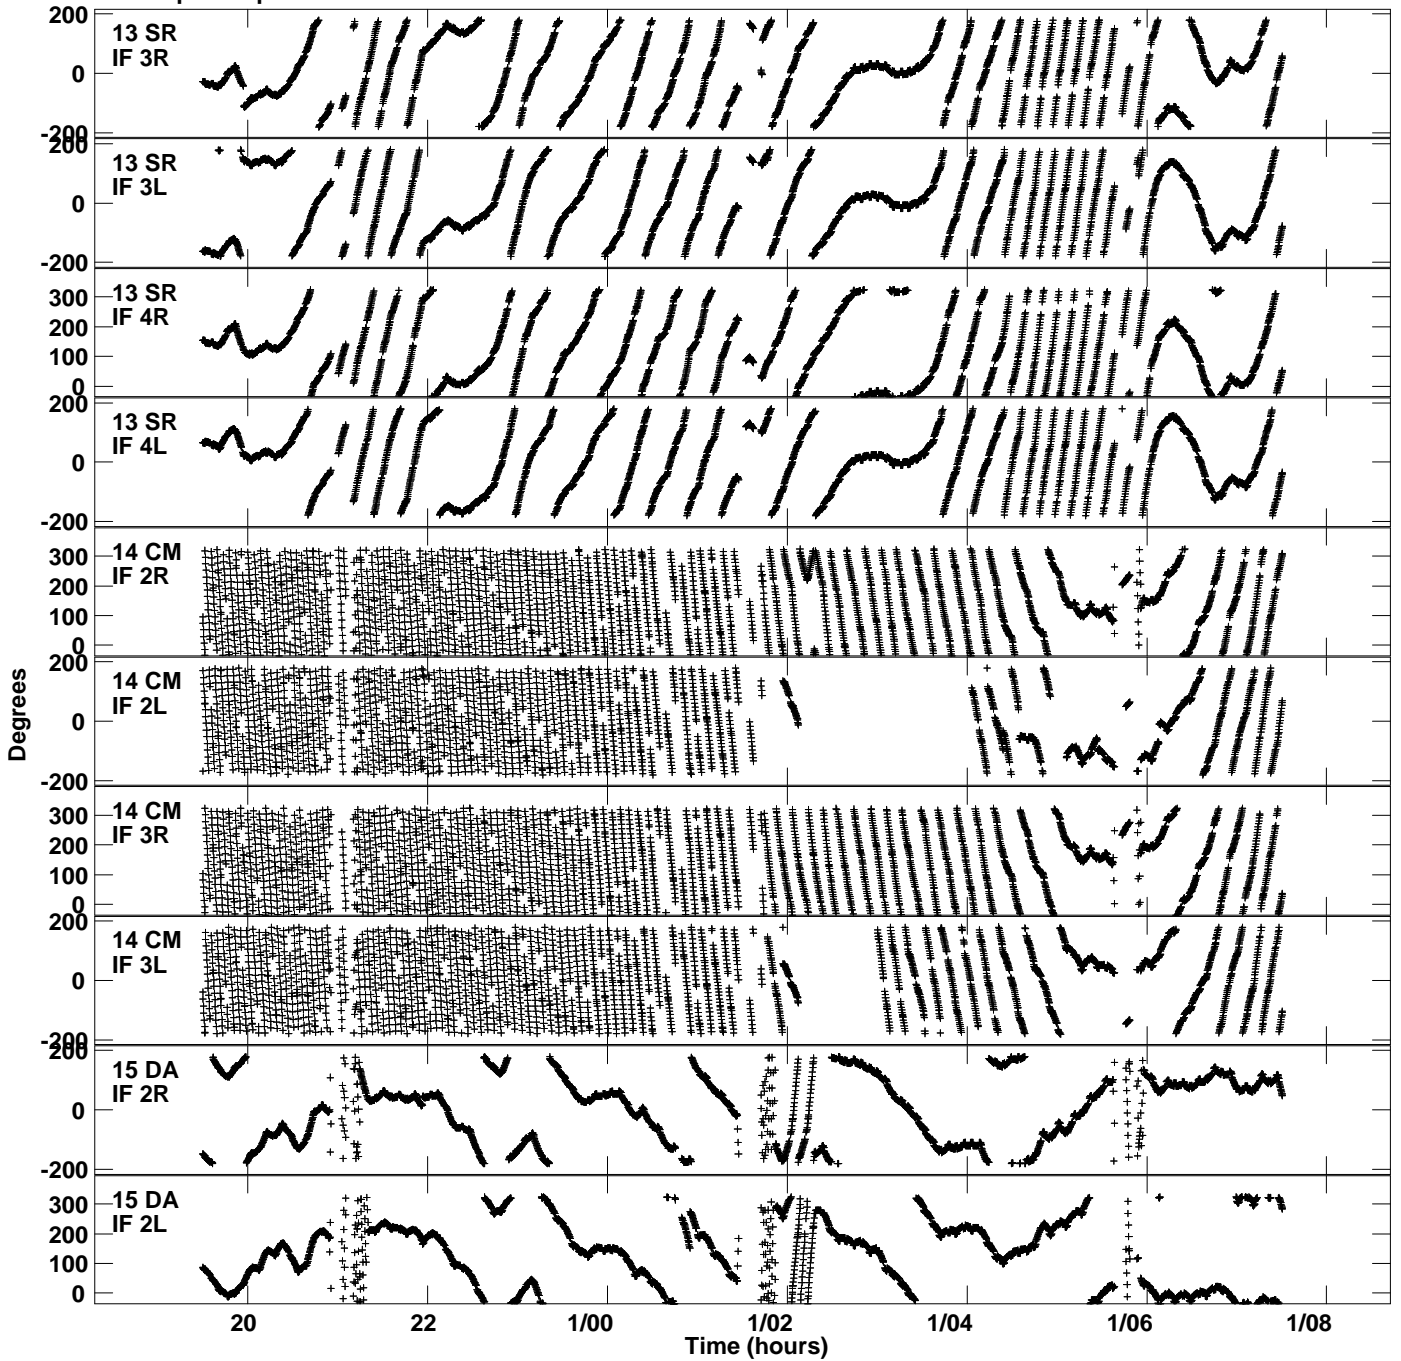 200
13 SR
IF 3R
0
-200
200
13 SR
IF 3L
0
-200
13 SR
IF 4R
300
200
100
0
200
13 SR
IF 4L
0
-200
14 CM
IF 2R
300
200
100
0
200
14 CM
IF 2L
0
-200
14 CM
IF 3R
300
200
100
0
200
14 CM
IF 3L
0
-200
200
15 DA
IF 2R
0
-200
15 DA
IF 2L
300
200
100
0
Degrees
20 22 1/00 1/02 1/04 1/06 1/08
Time (hours)